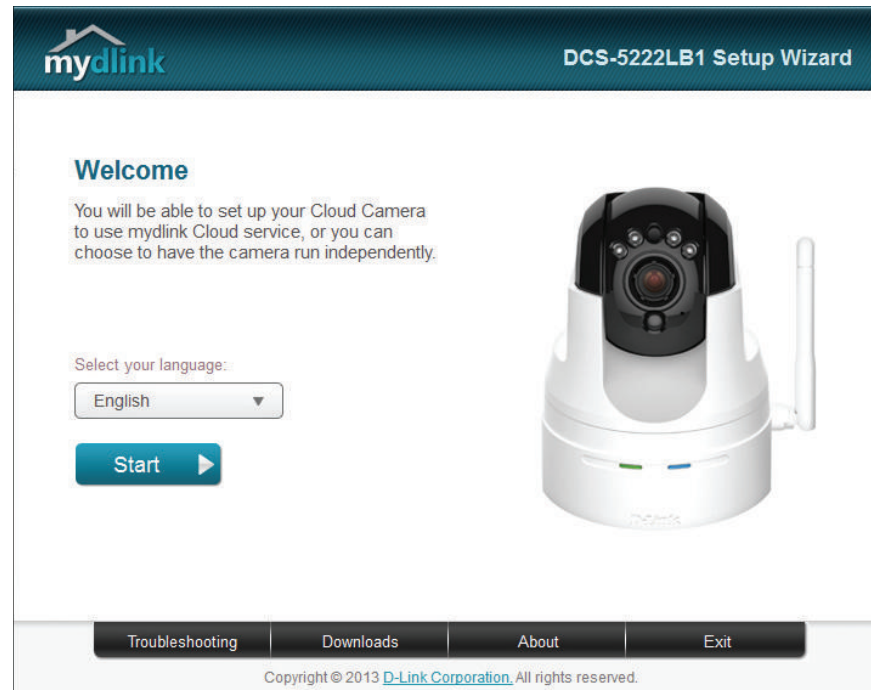 mydlink
DCS-5222LB1 Setup Wizard
Welcome
You will be able to set up your Cloud Camera
to use mydlink Cloud service, or you can
choose to have the camera run independently.
Select your language:
English
Start
D-Link
Troubleshooting
Downloads
About
Exit
Copyright © 2013 D-Link Corporation. All rights reserved.